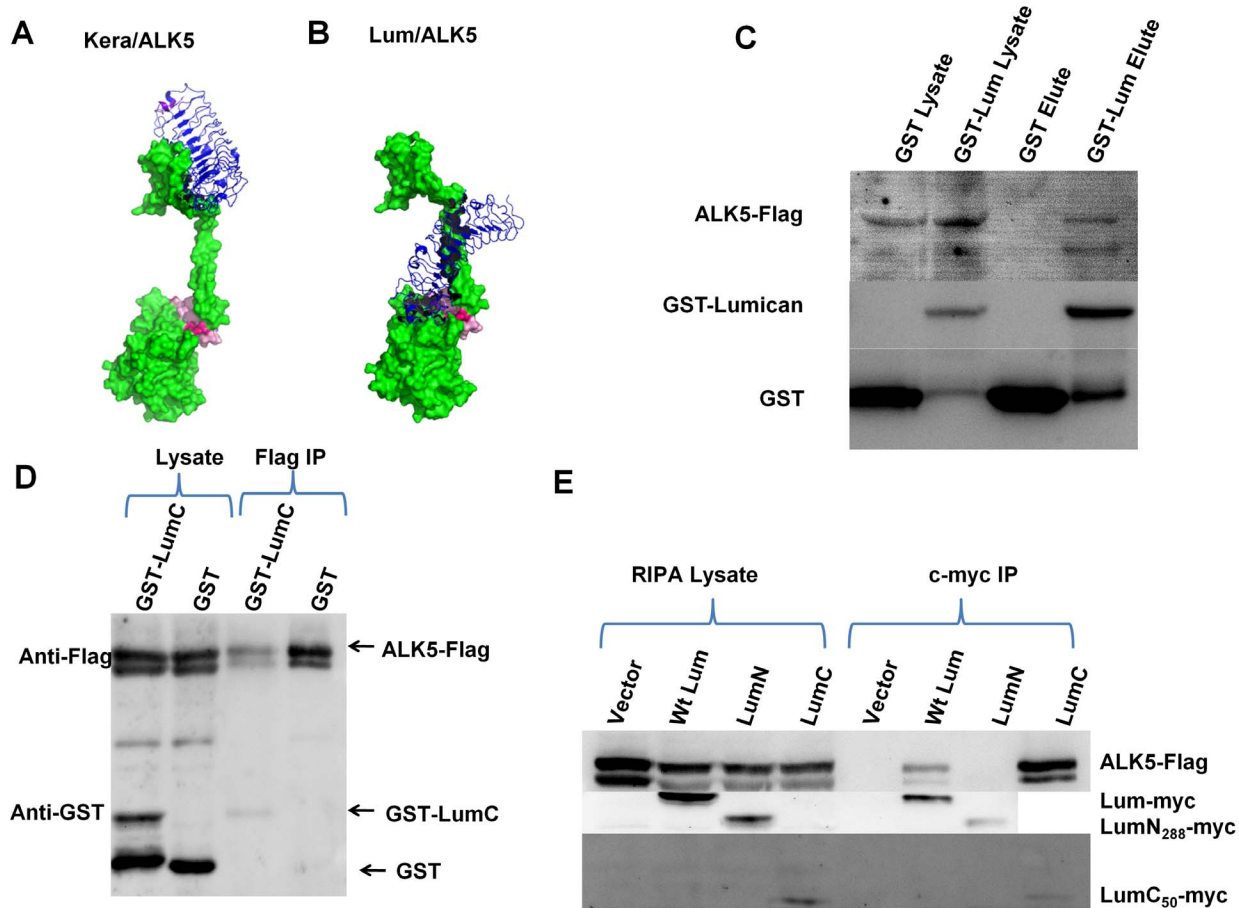 A
Kera/ALK5
B
Lum/ALK5
C
GST Lysate
GST-Lum Lysate
GST Elute
GST-Lum Elute
ALK5-Flag
GST-Lumican
GST
D
Lysate
Flag IP
GST-LumC
GST
GST-LumC
GST
Anti-Flag
ALK5-Flag
Anti-GST
GST-LumC
GST
E
RIPA Lysate
c-myc IP
Vector
Wt Lum
LumN
LumC
Vector
Wt Lum
LumN
LumC
ALK5-Flag
Lum-myc
LumN₂₈₈-myc
LumC₅₀-myc